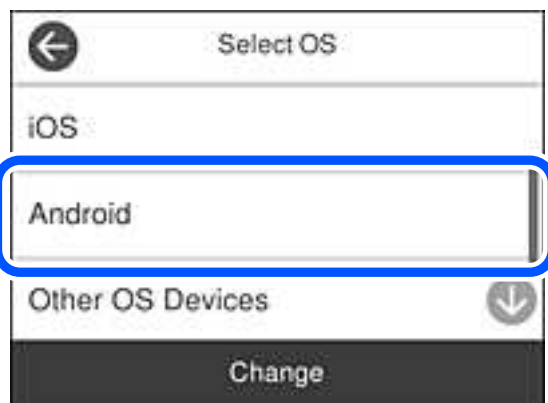 Select OS
iOS
Android
Other OS Devices
Change